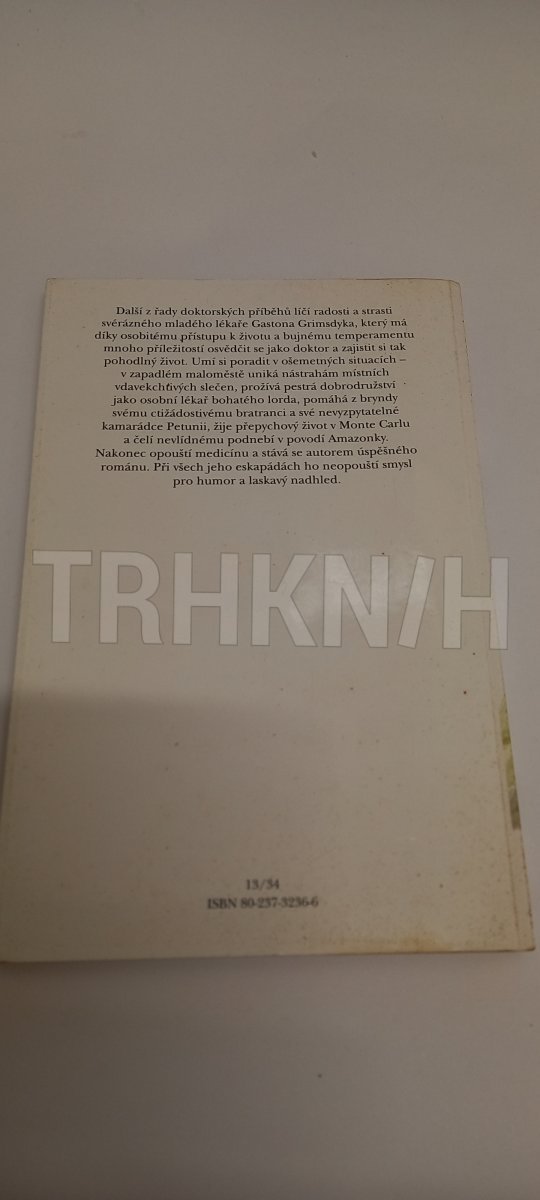 Další z řady doktorských příběhů líčí radosti a strasti
svérázného mladého lékaře Gastona Grimsdyka, který má
díky osobitému přístupu k životu a bujnému temperamentu
mnoho příležitostí osvědčit se jako doktor a zajistit si tak
pohodlný život. Umí si poradit v ošemetných situacích –
v zapadlém maloměstě uniká nástrahám místních
vdavekchtivých slečen, prožívá pestrá dobrodružství
jako osobní lékař bohatého lorda, pomáhá z bryndy
svému ctižádostivému bratranci a své nevyzpytatelné
kamarádce Petunii, žije přepychový život v Monte Carlu
a čelí nevlídnému podnebí v povodí Amazonky.
Nakonec opouští medicínu a stává se autorem úspěšného
románu. Při všech jeho eskapádách ho neopouští smysl
pro humor a laskavý nadhled.
TRHKN/H
13/34
ISBN 80-237-3236-6